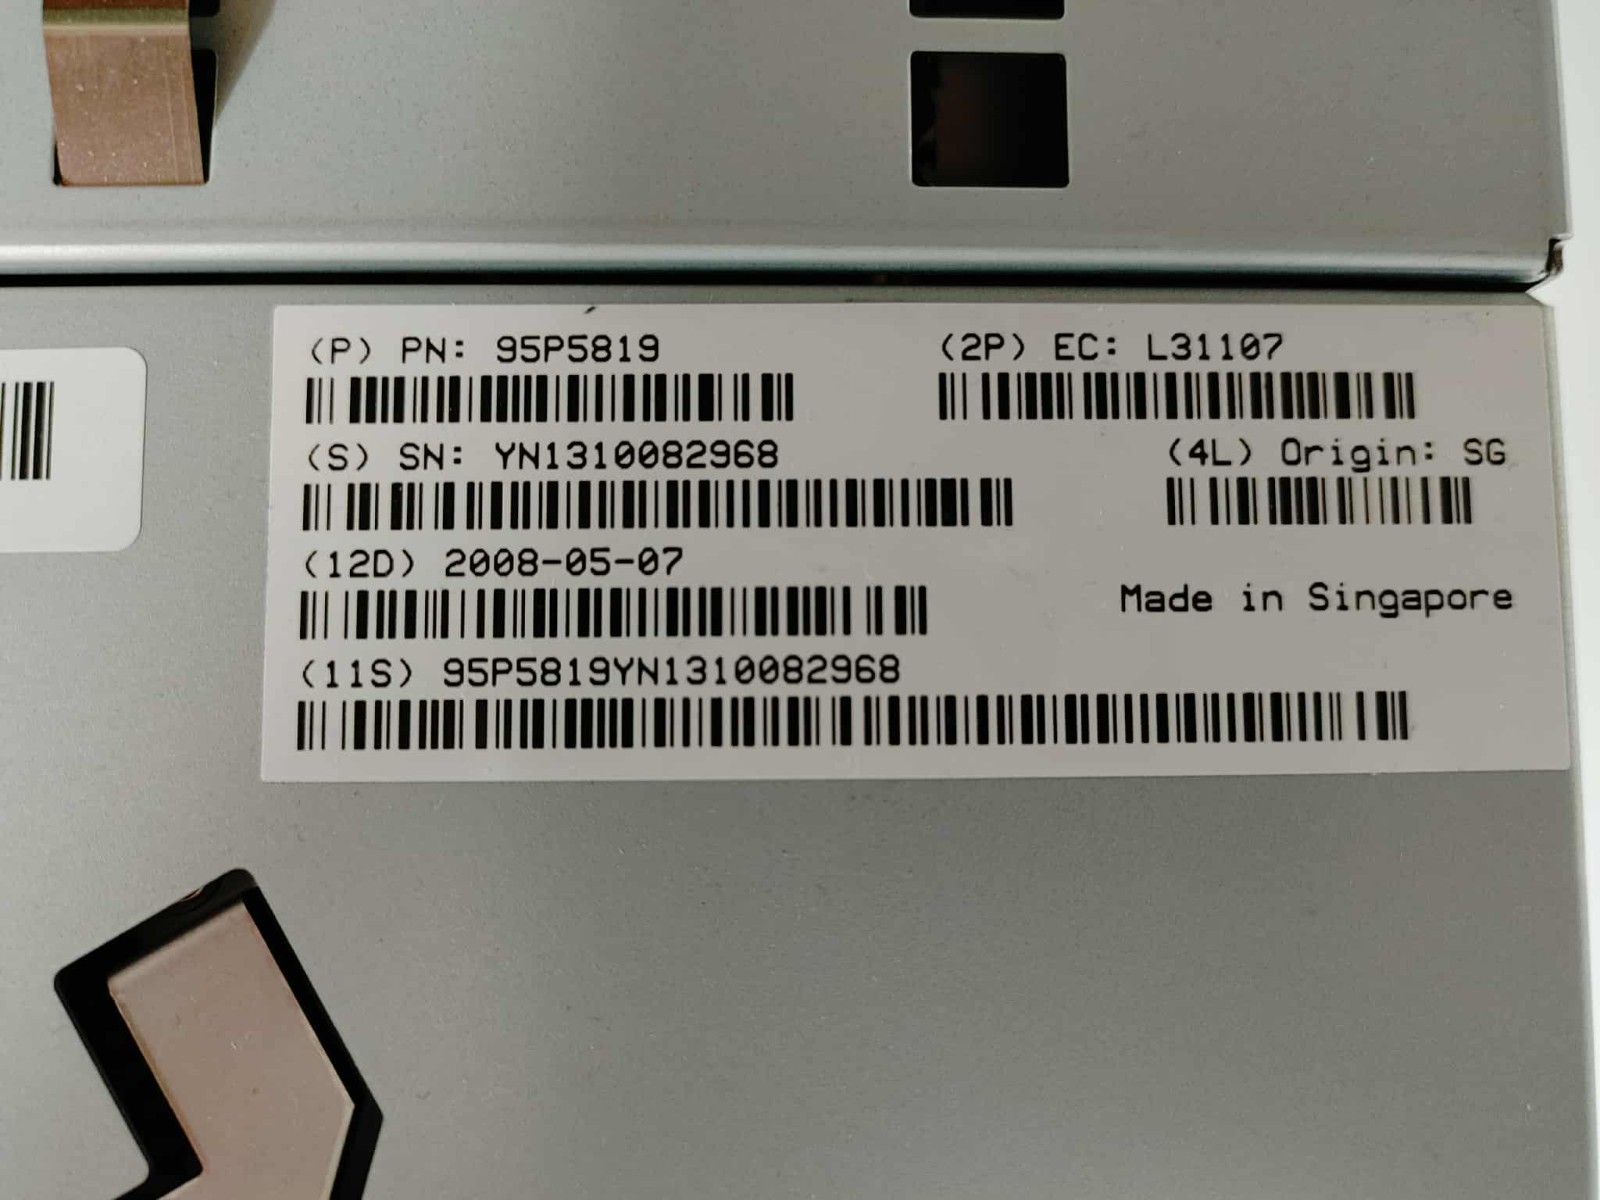 (P) PN: 95P5819
(2P) EC: L31107
(S) SN: YN1310082968
(4L) Origin: SG
(12D) 2008-05-07
Made in Singapore
(11S) 95P5819YN1310082968